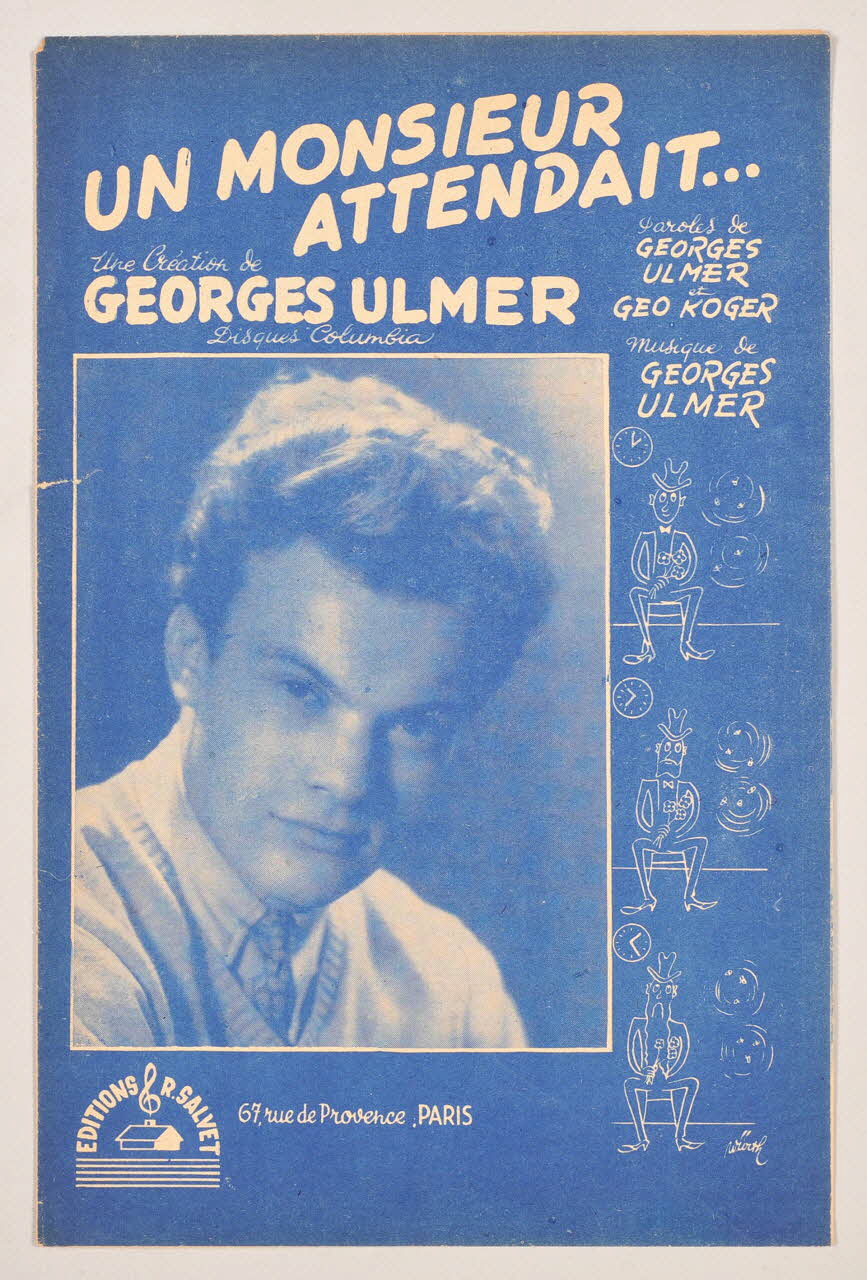 UN MONSIEUR
ATTENDAIT...
Une Création de
GEORGES ULMER
Disques Columbia
Paroles de
GEORGES
ULMER
et
GEO KOGER
Musique de
GEORGES
ULMER
EDITIONS R. SALVET
67, rue de Provence, PARIS